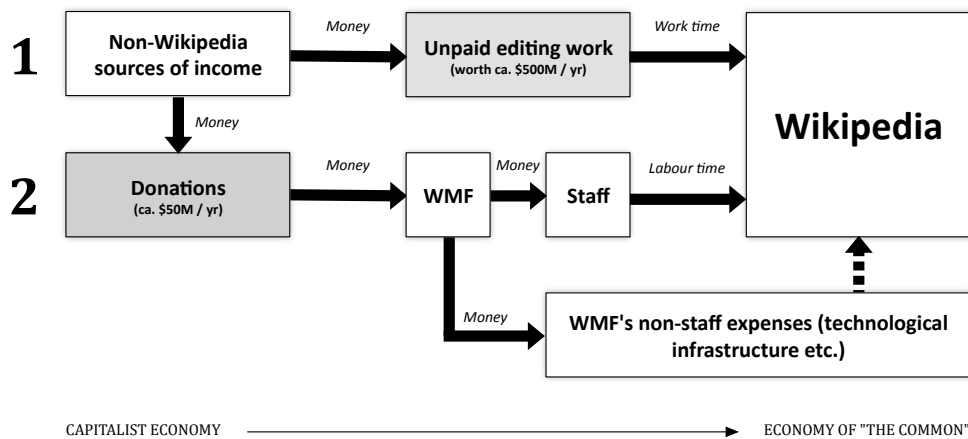 1
Non-Wikipedia
sources of income
Money
Unpaid editing work
(worth ca. $500M / yr)
Work time
Wikipedia
Money
2
Donations
(ca. $50M / yr)
Money
WMF
Money
Staff
Labour time
Money
WMF's non-staff expenses (technological
infrastructure etc.)
CAPITALIST ECONOMY
ECONOMY OF "THE COMMON"